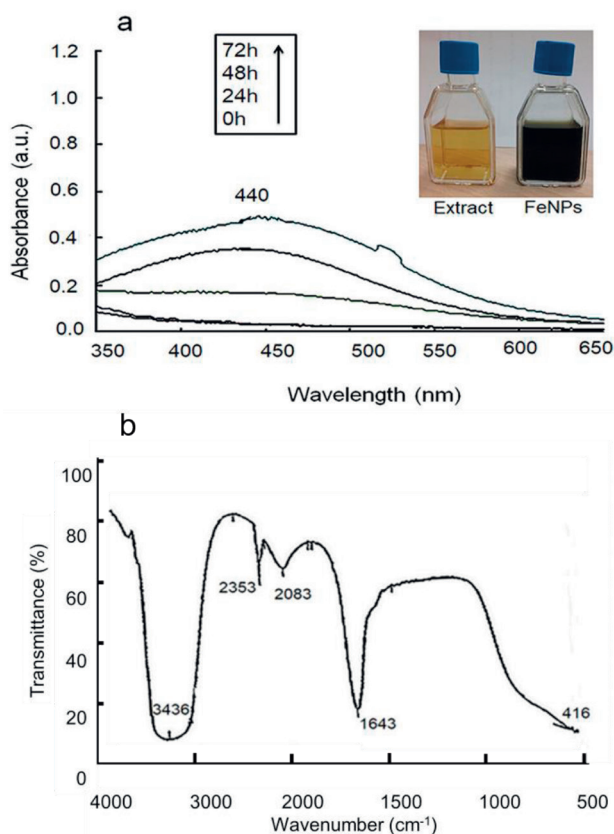 a
1.2
1.0
0.8
0.6
0.4
0.2
0.0
Absorbance (a.u.)
72h
48h
24h
0h
440
Extract FeNPs
350 400 450 500 550 600 650
Wavelength (nm)
b
100
80
60
40
20
0
Transmittance (%)
3436
2353
2083
1643
416
4000 3000 2000 1000 500
Wavenumber (cm⁻¹)